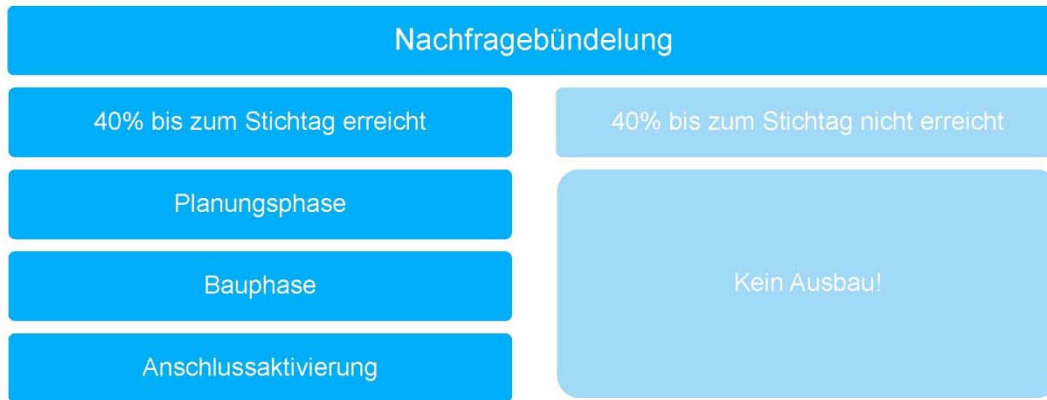 Nachfragebündelung
40% bis zum Stichtag erreicht
40% bis zum Stichtag nicht erreicht
Planungsphase
Bauphase
Kein Ausbau!
Anschlussaktivierung